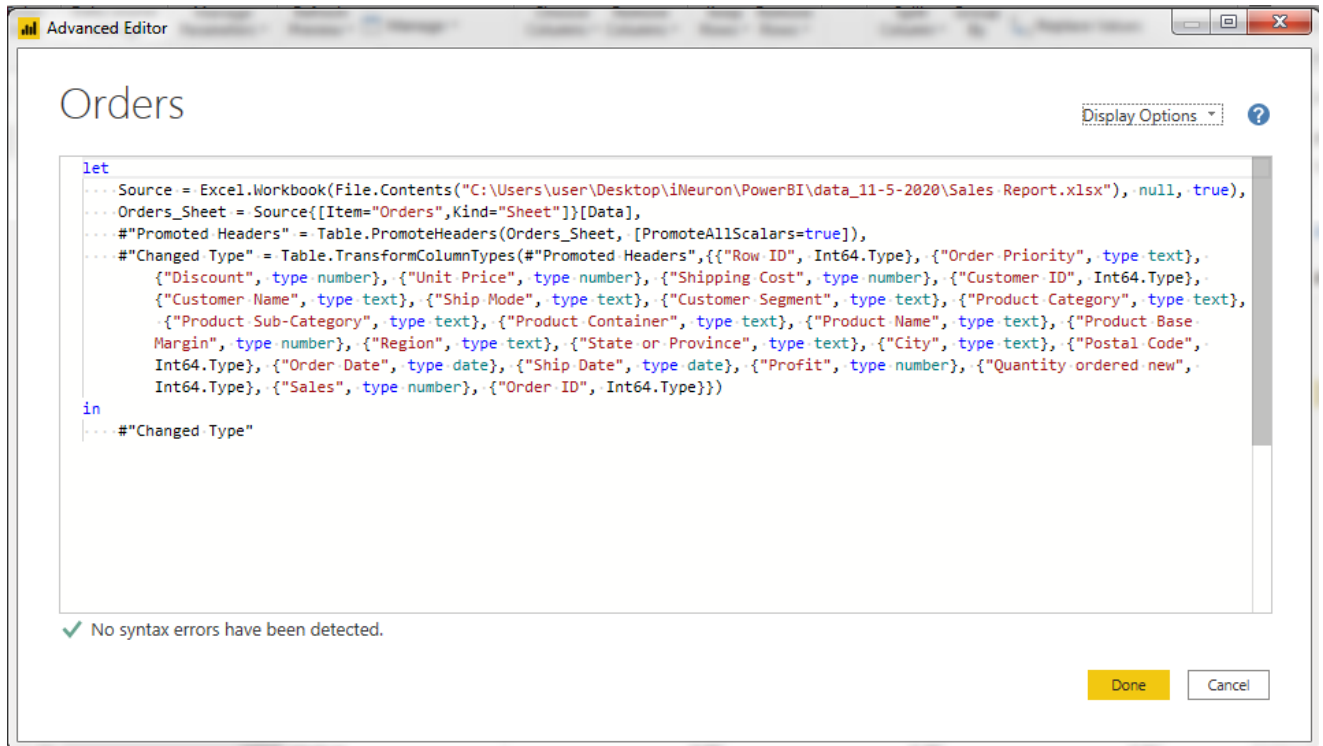 Advanced Editor
Orders
Display Options
let
Source = Excel.Workbook(File.Contents("C:\Users\user\Desktop\iNeuron\PowerBI\data_11-5-2020\Sales Report.xlsx"), null, true),
Orders_Sheet = Source{[Item="Orders",Kind="Sheet"]}[Data],
#"Promoted Headers" = Table.PromoteHeaders(Orders_Sheet, [PromoteAllScalars=true]),
#"Changed Type" = Table.TransformColumnTypes(#"Promoted Headers",{{"Row ID", Int64.Type}, {"Order Priority", type text},
{"Discount", type number}, {"Unit Price", type number}, {"Shipping Cost", type number}, {"Customer ID", Int64.Type},
{"Customer Name", type text}, {"Ship Mode", type text}, {"Customer Segment", type text}, {"Product Category", type text},
{"Product Sub-Category", type text}, {"Product Container", type text}, {"Product Name", type text}, {"Product Base
Margin", type number}, {"Region", type text}, {"State or Province", type text}, {"City", type text}, {"Postal Code",
Int64.Type}, {"Order Date", type date}, {"Ship Date", type date}, {"Profit", type number}, {"Quantity ordered new",
Int64.Type}, {"Sales", type number}, {"Order ID", Int64.Type}})
in
#"Changed Type"
No syntax errors have been detected.
Done
Cancel